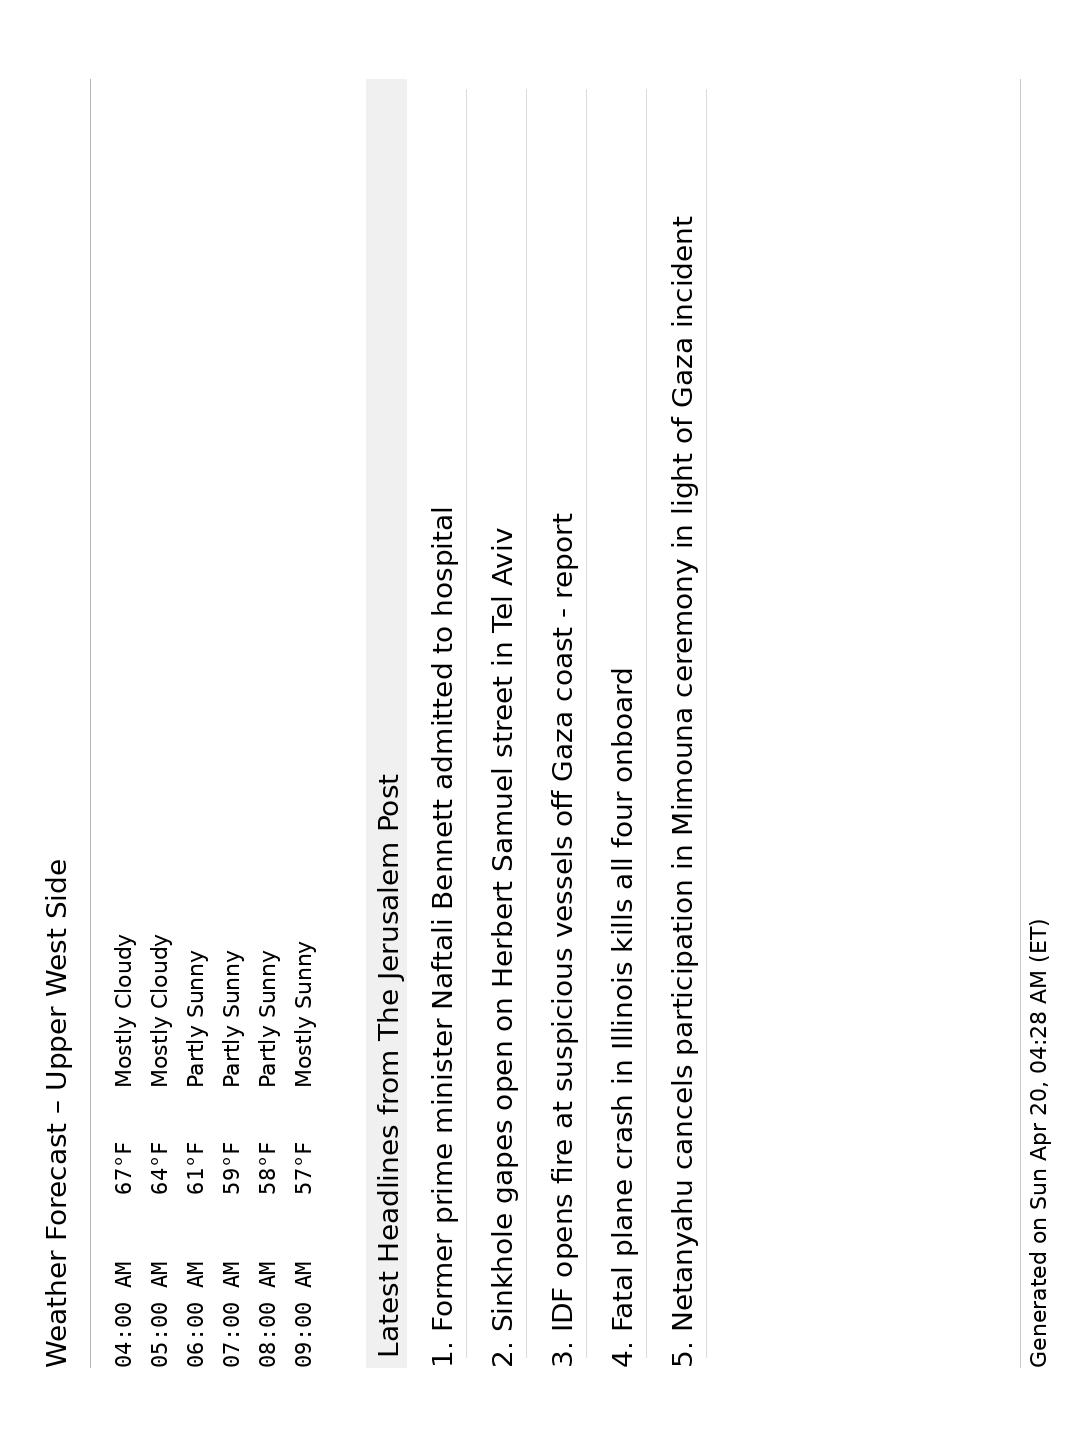 Weather Forecast – Upper West Side
04:00 AM 67°F Mostly Cloudy
05:00 AM 64°F Mostly Cloudy
06:00 AM 61°F Partly Sunny
07:00 AM 59°F Partly Sunny
08:00 AM 58°F Partly Sunny
09:00 AM 57°F Mostly Sunny
Latest Headlines from The Jerusalem Post
1. Former prime minister Naftali Bennett admitted to hospital
2. Sinkhole gapes open on Herbert Samuel street in Tel Aviv
3. IDF opens fire at suspicious vessels off Gaza coast - report
4. Fatal plane crash in Illinois kills all four onboard
5. Netanyahu cancels participation in Mimouna ceremony in light of Gaza incident
Generated on Sun Apr 20, 04:28 AM (ET)